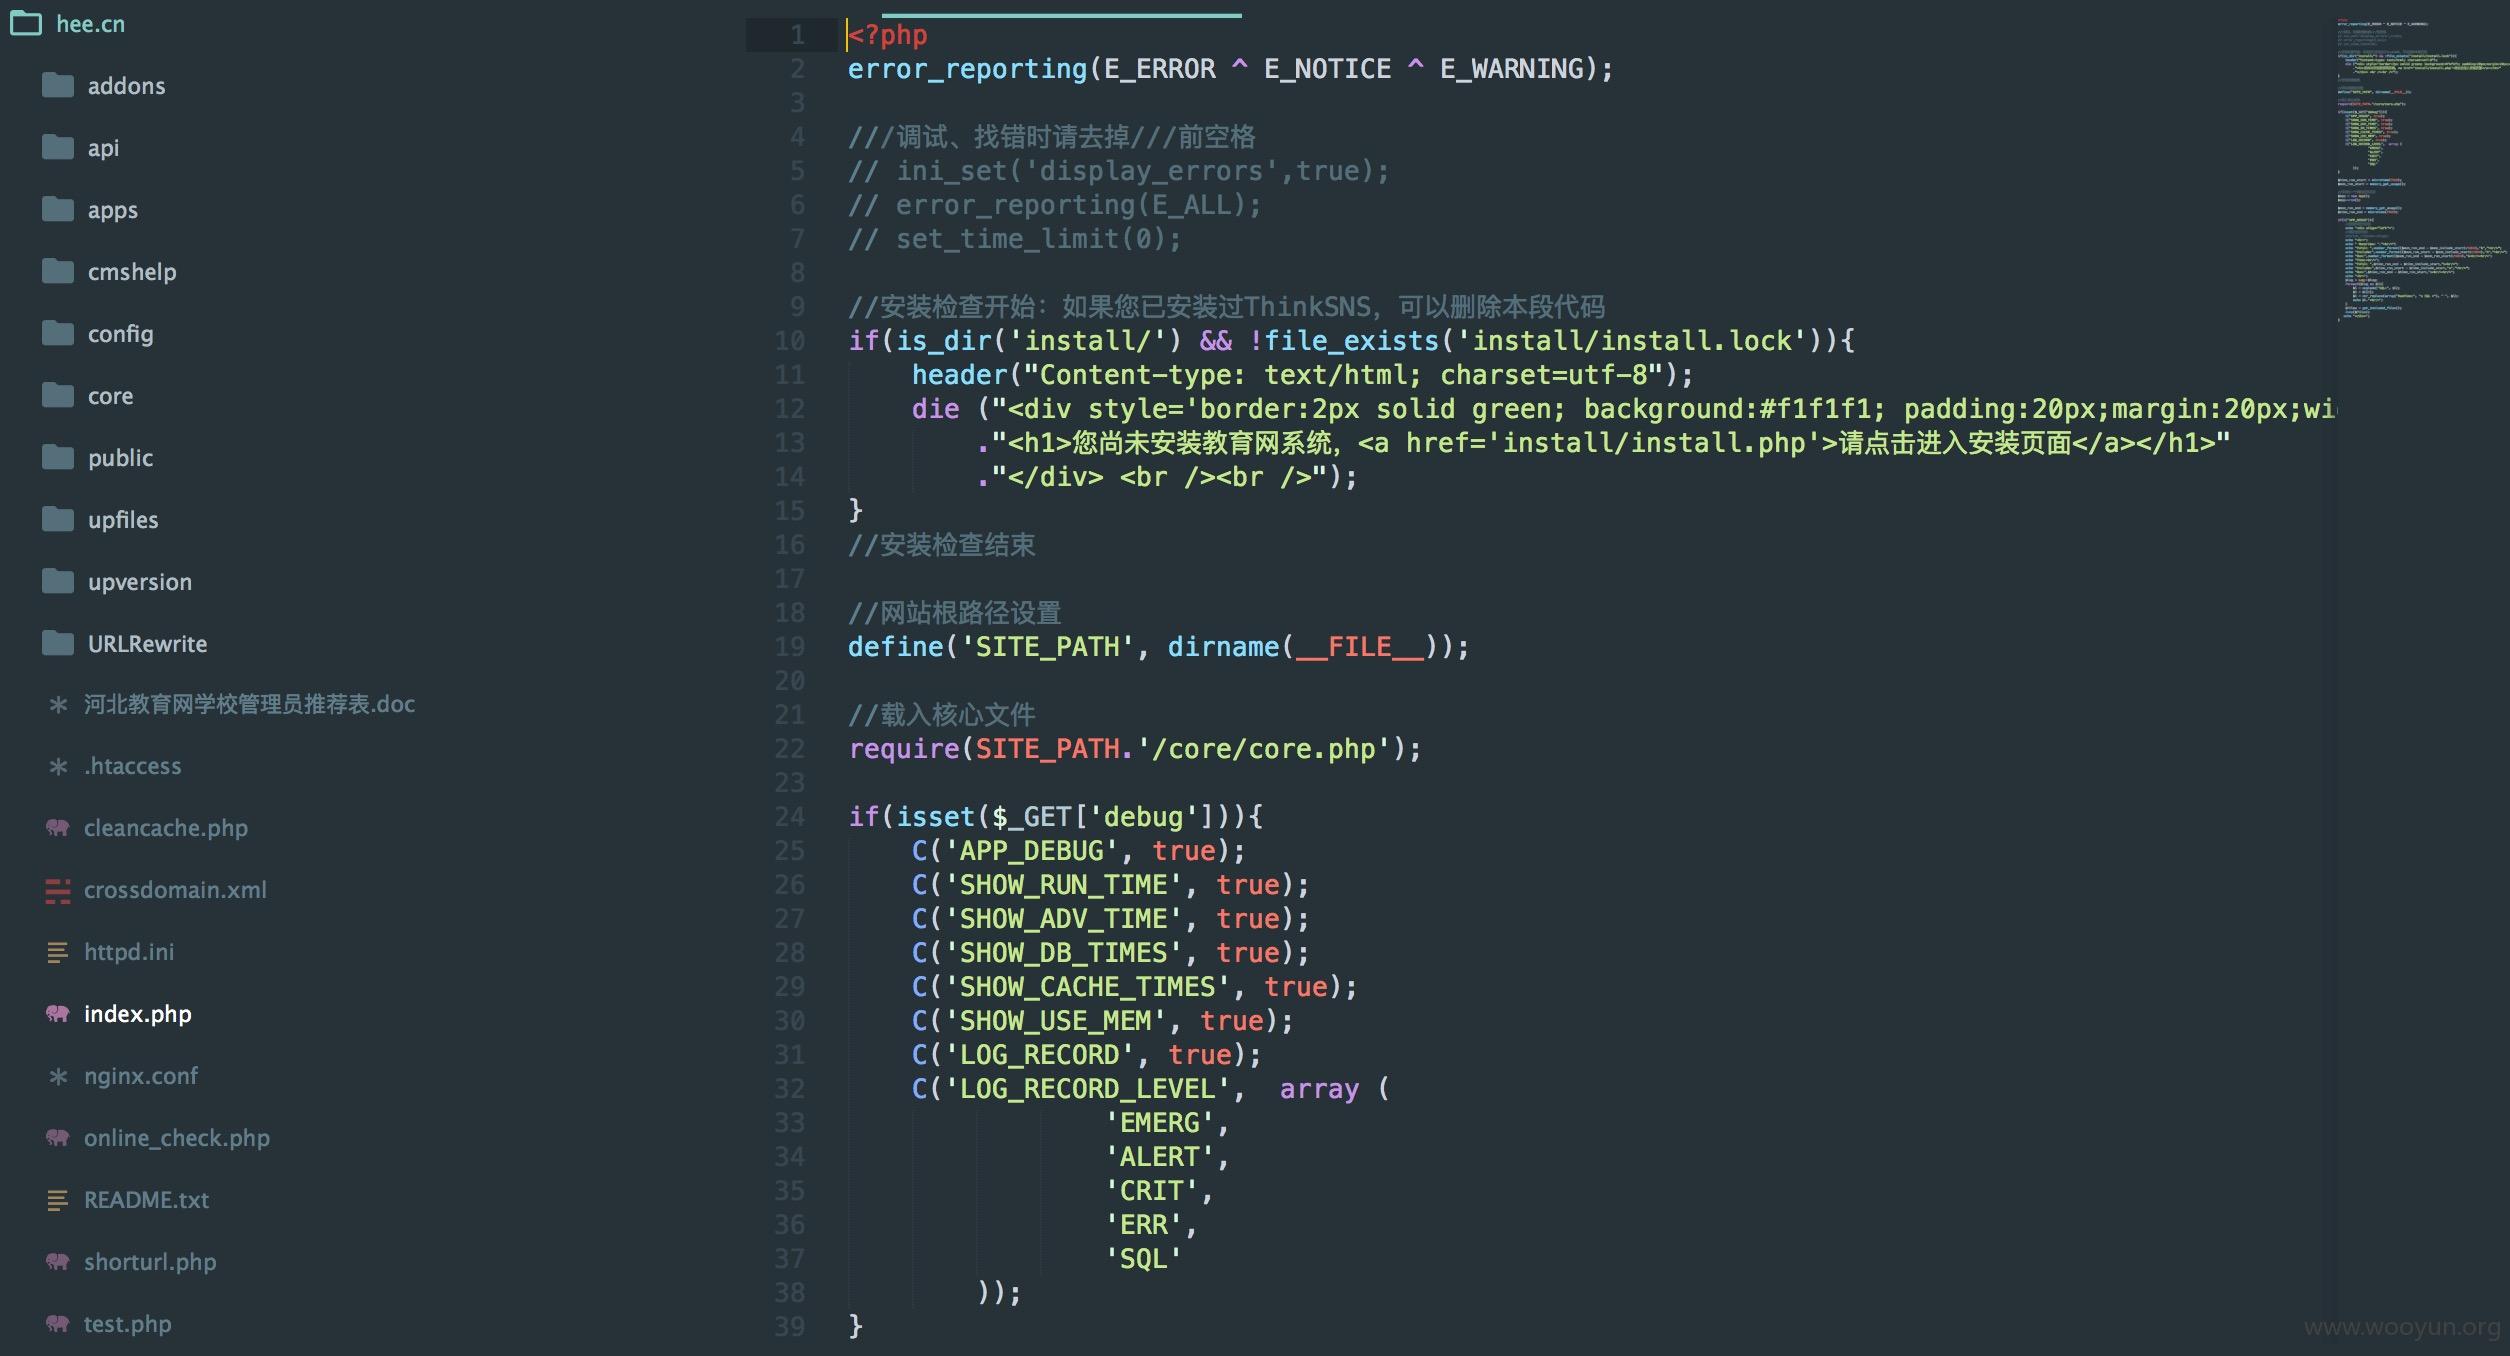 hee.cn
addons
api
apps
cmshelp
config
core
public
upfiles
upversion
URLRewrite
河北教育网学校管理员推荐表.doc
.htaccess
cleancache.php
crossdomain.xml
httpd.ini
index.php
nginx.conf
online_check.php
README.txt
shorturl.php
test.php
1 <?php
2 error_reporting(E_ERROR ^ E_NOTICE ^ E_WARNING);
3
4 ///调试、找错时请去掉///前空格
5 // ini_set('display_errors',true);
6 // error_reporting(E_ALL);
7 // set_time_limit(0);
8
9 //安装检查开始：如果您已安装过ThinkSNS，可以删除本段代码
10 if(is_dir('install/') && !file_exists('install/install.lock')){
11     header("Content-type: text/html; charset=utf-8");
12     die ("<div style='border:2px solid green; background:#f1f1f1; padding:20px;margin:20px;wi
13         ."<h1>您尚未安装教育网系统，<a href='install/install.php'>请点击进入安装页面</a></h1>"
14         ."</div> <br /><br />");
15 }
16 //安装检查结束
17
18 //网站根路径设置
19 define('SITE_PATH', dirname(__FILE__));
20
21 //载入核心文件
22 require(SITE_PATH.'/core/core.php');
23
24 if(isset($_GET['debug'])){
25     C('APP_DEBUG', true);
26     C('SHOW_RUN_TIME', true);
27     C('SHOW_ADV_TIME', true);
28     C('SHOW_DB_TIMES', true);
29     C('SHOW_CACHE_TIMES', true);
30     C('SHOW_USE_MEM', true);
31     C('LOG_RECORD', true);
32     C('LOG_RECORD_LEVEL',  array (
33                 'EMERG',
34                 'ALERT',
35                 'CRIT',
36                 'ERR',
37                 'SQL'
38         ));
39 }
www.wooyun.org